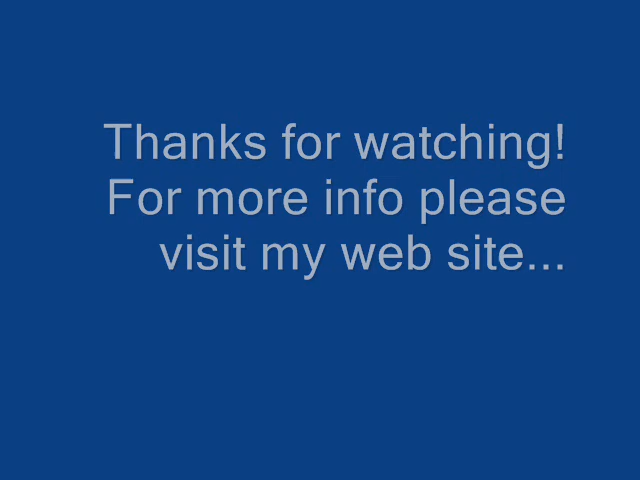 Thanks for watching!
For more info please
visit my web site...